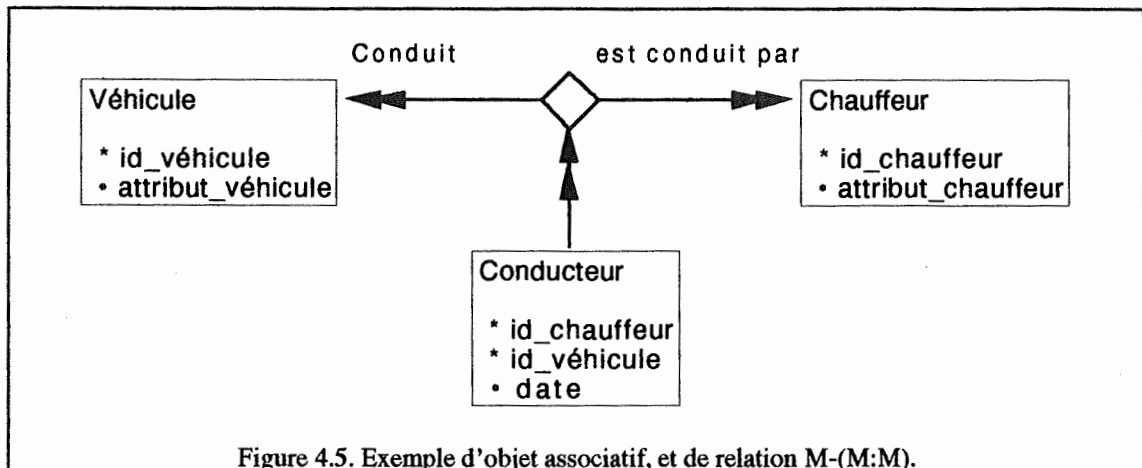 Conduit
est conduit par
Véhicule
* id_véhicule
• attribut_véhicule
Chauffeur
* id_chauffeur
• attribut_chauffeur
Conducteur
* id_chauffeur
* id_véhicule
• date
Figure 4.5. Exemple d'objet associatif, et de relation M-(M:M).